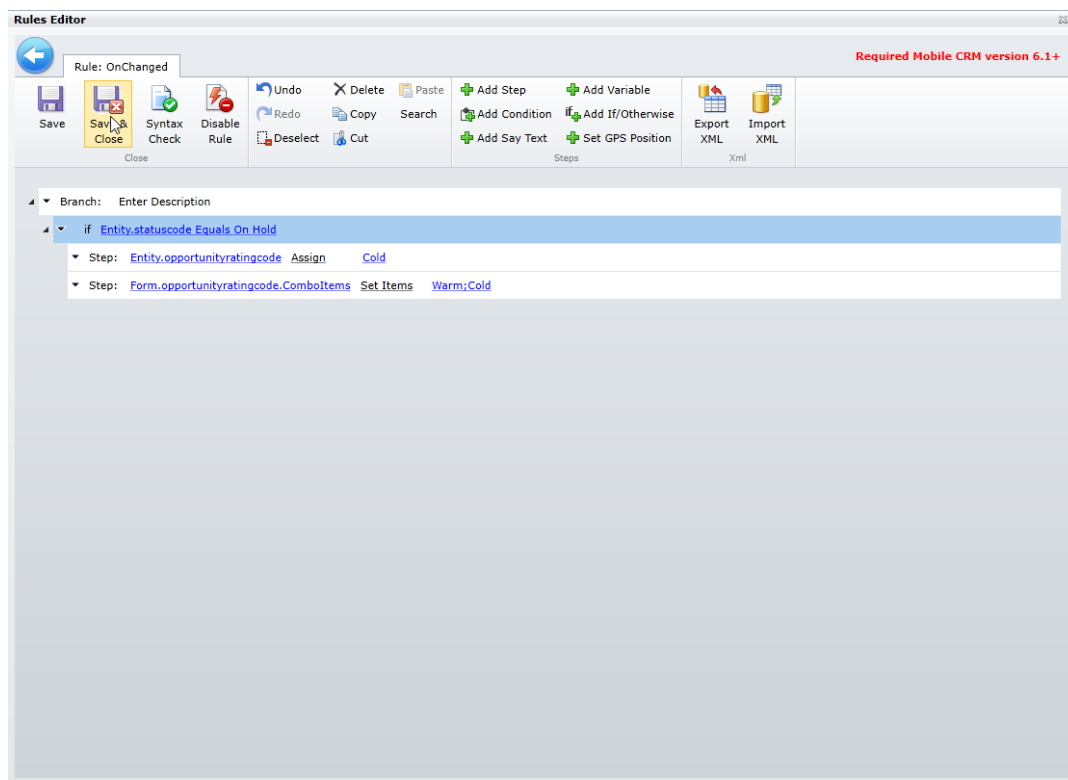 Rules Editor
Rule: OnChanged
Required Mobile CRM version 6.1+
Save
Save & Close
Syntax Check
Disable Rule
Close
Undo
Redo
Deselect
Delete
Copy
Cut
Paste
Search
Add Step
Add Condition
Add Say Text
Add Variable
if Add If/Otherwise
Set GPS Position
Steps
Export XML
Import XML
Xml
Branch: Enter Description
if Entity.statuscode Equals On Hold
Step: Entity.opportunityratingcode Assign Cold
Step: Form.opportunityratingcode.ComboItems Set Items Warm;Cold